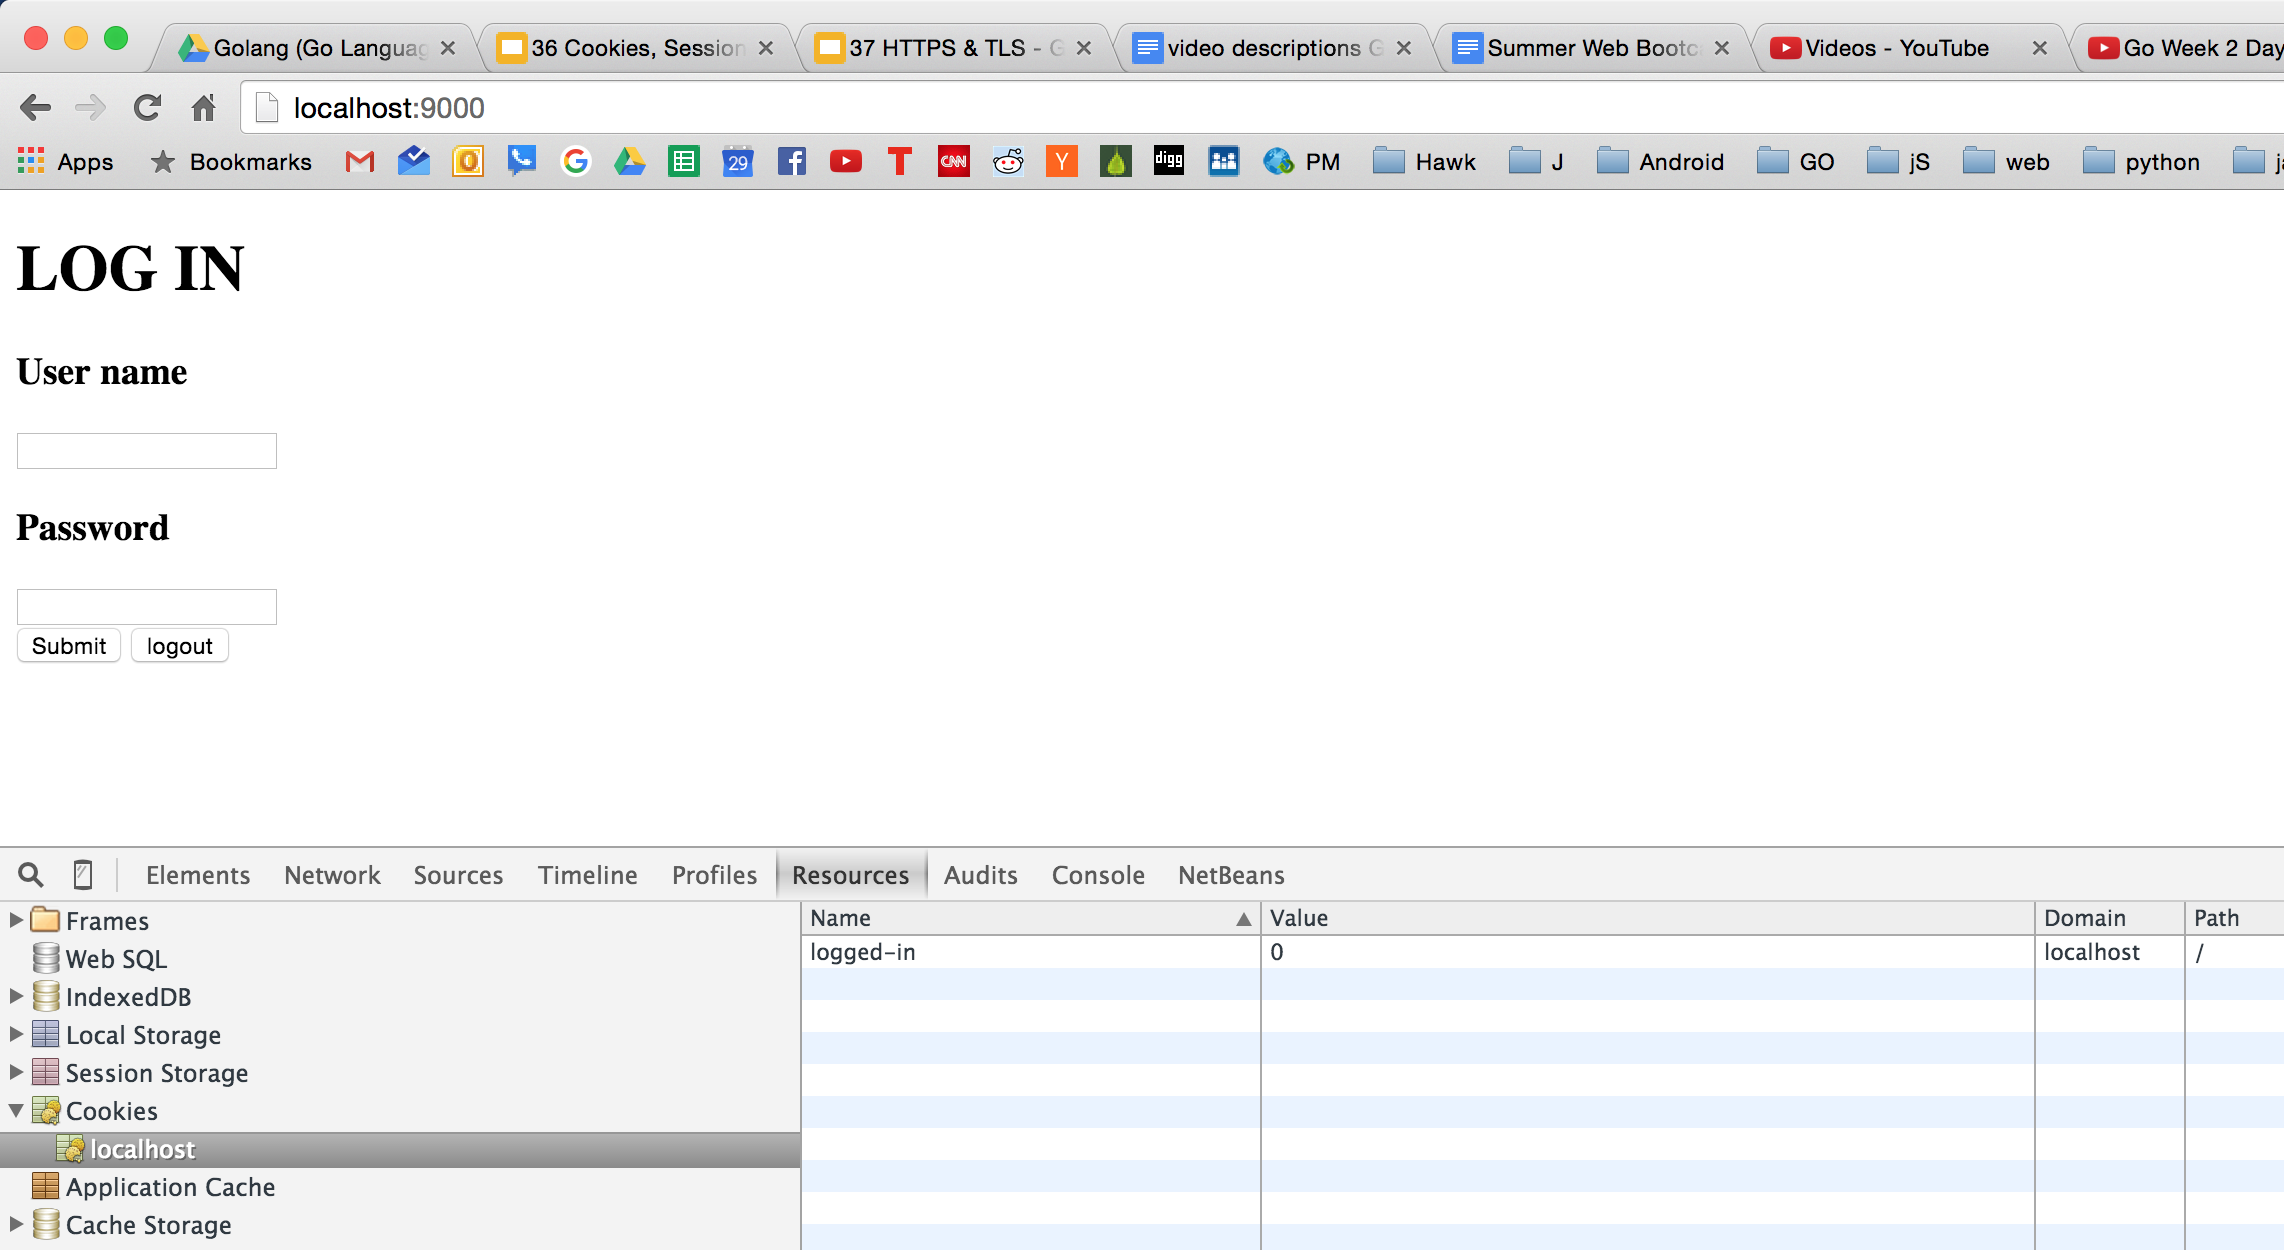 Golang (Go Languag 36 Cookies, Session 37 HTTPS & TLS - G video descriptions G Summer Web Bootc Videos - YouTube Go Week 2 Day
localhost:9000
Apps Bookmarks 29 CNN Y digg PM Hawk J Android GO jS web python
LOG IN
User name
Password
Submit logout
Elements Network Sources Timeline Profiles Resources Audits Console NetBeans
Frames
Web SQL
IndexedDB
Local Storage
Session Storage
Cookies
localhost
Application Cache
Cache Storage
Name Value Domain Path
logged-in 0 localhost /